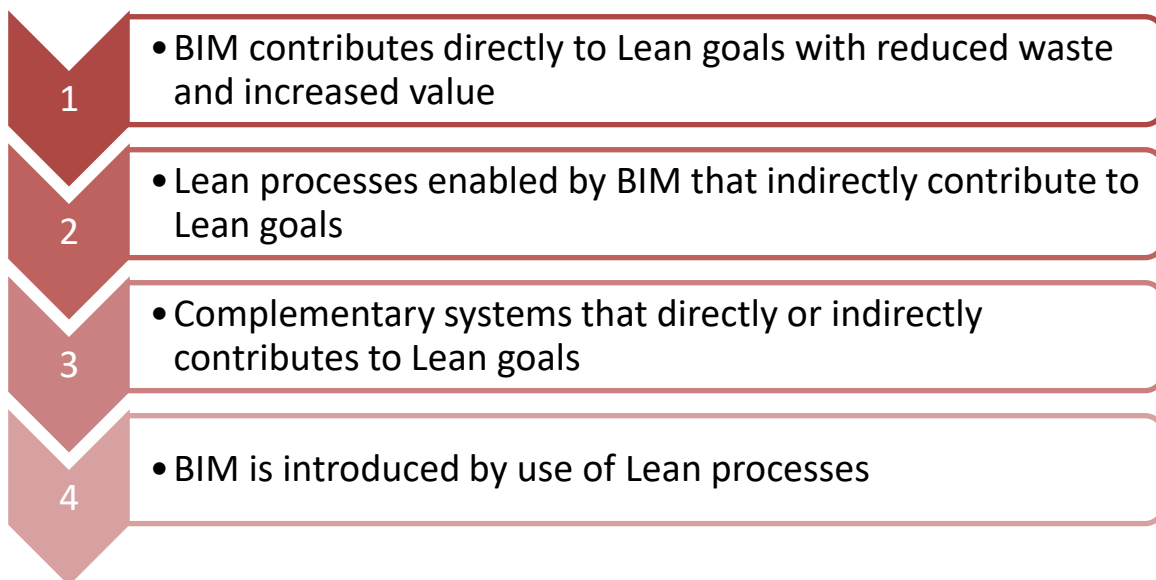 1
• BIM contributes directly to Lean goals with reduced waste
and increased value
2
• Lean processes enabled by BIM that indirectly contribute to
Lean goals
3
• Complementary systems that directly or indirectly
contributes to Lean goals
4
• BIM is introduced by use of Lean processes